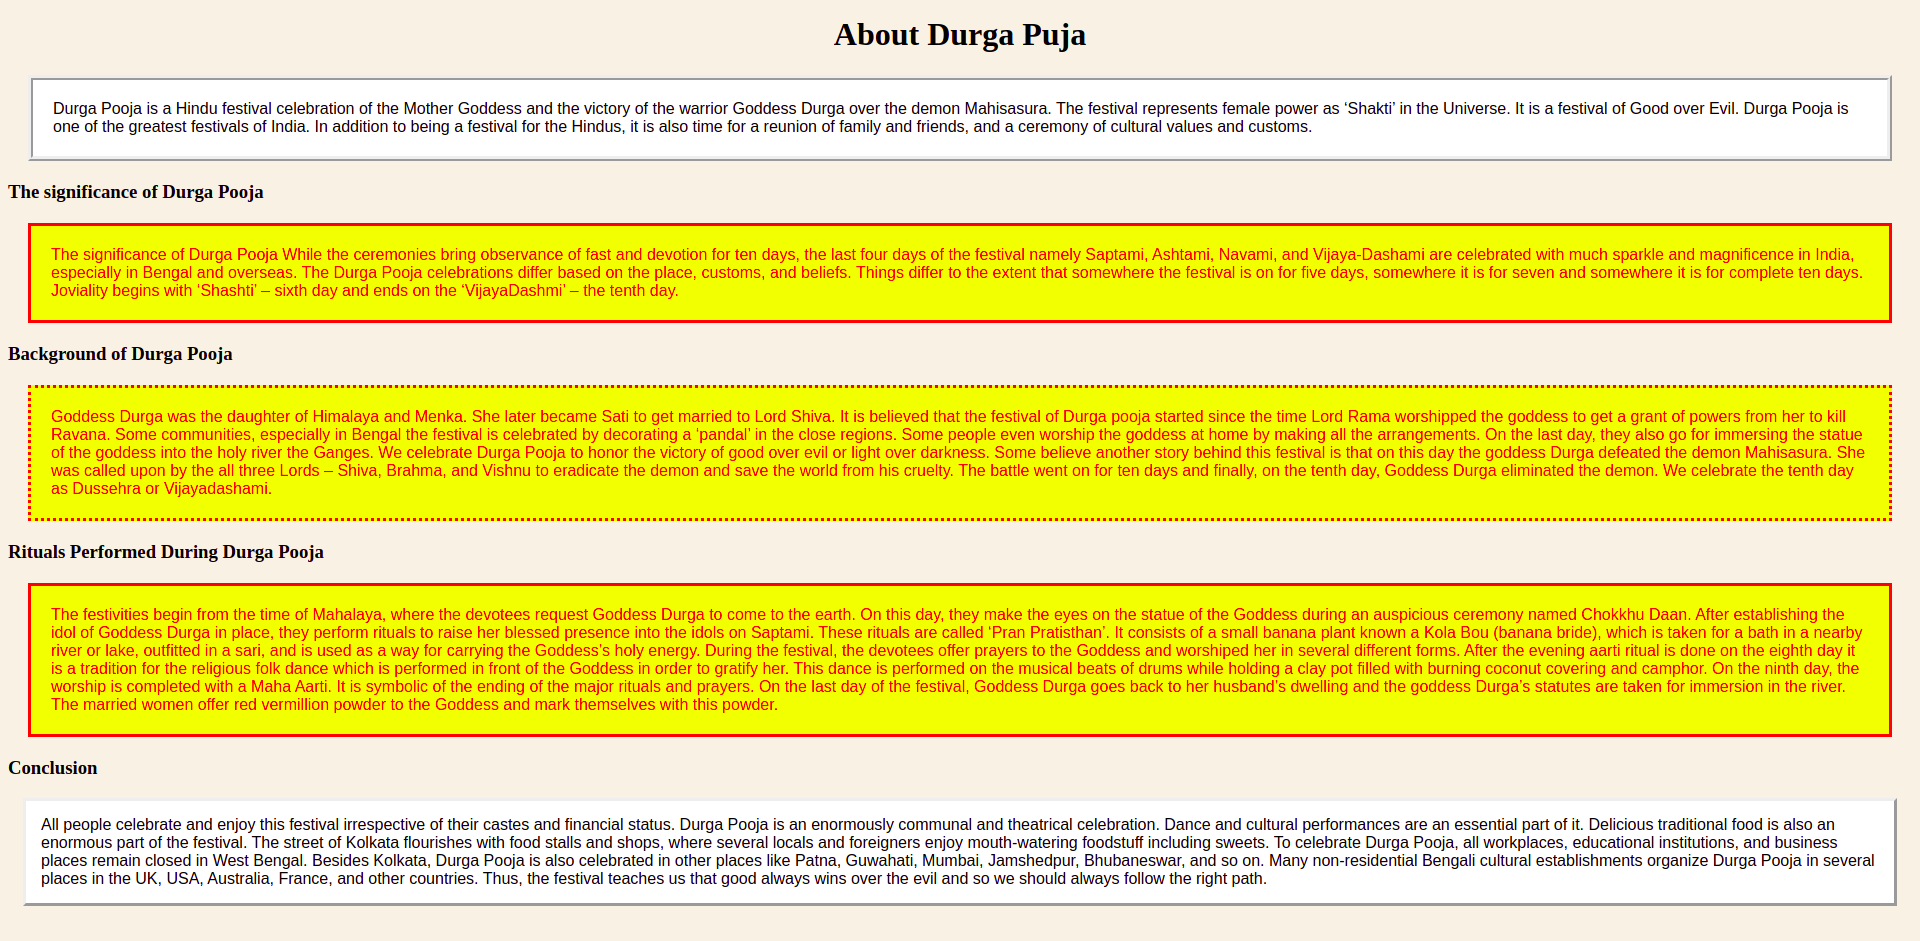 About Durga Puja
Durga Pooja is a Hindu festival celebration of the Mother Goddess and the victory of the warrior Goddess Durga over the demon Mahisasura. The festival represents female power as ‘Shakti’ in the Universe. It is a festival of Good over Evil. Durga Pooja is
one of the greatest festivals of India. In addition to being a festival for the Hindus, it is also time for a reunion of family and friends, and a ceremony of cultural values and customs.
The significance of Durga Pooja
The significance of Durga Pooja While the ceremonies bring observance of fast and devotion for ten days, the last four days of the festival namely Saptami, Ashtami, Navami, and Vijaya-Dashami are celebrated with much sparkle and magnificence in India,
especially in Bengal and overseas. The Durga Pooja celebrations differ based on the place, customs, and beliefs. Things differ to the extent that somewhere the festival is on for five days, somewhere it is for seven and somewhere it is for complete ten days.
Joviality begins with ‘Shashti’ – sixth day and ends on the ‘VijayaDashmi’ – the tenth day.
Background of Durga Pooja
Goddess Durga was the daughter of Himalaya and Menka. She later became Sati to get married to Lord Shiva. It is believed that the festival of Durga pooja started since the time Lord Rama worshipped the goddess to get a grant of powers from her to kill
Ravana. Some communities, especially in Bengal the festival is celebrated by decorating a ‘pandal’ in the close regions. Some people even worship the goddess at home by making all the arrangements. On the last day, they also go for immersing the statue
of the goddess into the holy river the Ganges. We celebrate Durga Pooja to honor the victory of good over evil or light over darkness. Some believe another story behind this festival is that on this day the goddess Durga defeated the demon Mahisasura. She
was called upon by the all three Lords – Shiva, Brahma, and Vishnu to eradicate the demon and save the world from his cruelty. The battle went on for ten days and finally, on the tenth day, Goddess Durga eliminated the demon. We celebrate the tenth day
as Dussehra or Vijayadashami.
Rituals Performed During Durga Pooja
The festivities begin from the time of Mahalaya, where the devotees request Goddess Durga to come to the earth. On this day, they make the eyes on the statue of the Goddess during an auspicious ceremony named Chokkhu Daan. After establishing the
idol of Goddess Durga in place, they perform rituals to raise her blessed presence into the idols on Saptami. These rituals are called ‘Pran Pratisthan’. It consists of a small banana plant known a Kola Bou (banana bride), which is taken for a bath in a nearby
river or lake, outfitted in a sari, and is used as a way for carrying the Goddess’s holy energy. During the festival, the devotees offer prayers to the Goddess and worshiped her in several different forms. After the evening aarti ritual is done on the eighth day it
is a tradition for the religious folk dance which is performed in front of the Goddess in order to gratify her. This dance is performed on the musical beats of drums while holding a clay pot filled with burning coconut covering and camphor. On the ninth day, the
worship is completed with a Maha Aarti. It is symbolic of the ending of the major rituals and prayers. On the last day of the festival, Goddess Durga goes back to her husband’s dwelling and the goddess Durga’s statutes are taken for immersion in the river.
The married women offer red vermillion powder to the Goddess and mark themselves with this powder.
Conclusion
All people celebrate and enjoy this festival irrespective of their castes and financial status. Durga Pooja is an enormously communal and theatrical celebration. Dance and cultural performances are an essential part of it. Delicious traditional food is also an
enormous part of the festival. The street of Kolkata flourishes with food stalls and shops, where several locals and foreigners enjoy mouth-watering foodstuff including sweets. To celebrate Durga Pooja, all workplaces, educational institutions, and business
places remain closed in West Bengal. Besides Kolkata, Durga Pooja is also celebrated in other places like Patna, Guwahati, Mumbai, Jamshedpur, Bhubaneswar, and so on. Many non-residential Bengali cultural establishments organize Durga Pooja in several
places in the UK, USA, Australia, France, and other countries. Thus, the festival teaches us that good always wins over the evil and so we should always follow the right path.